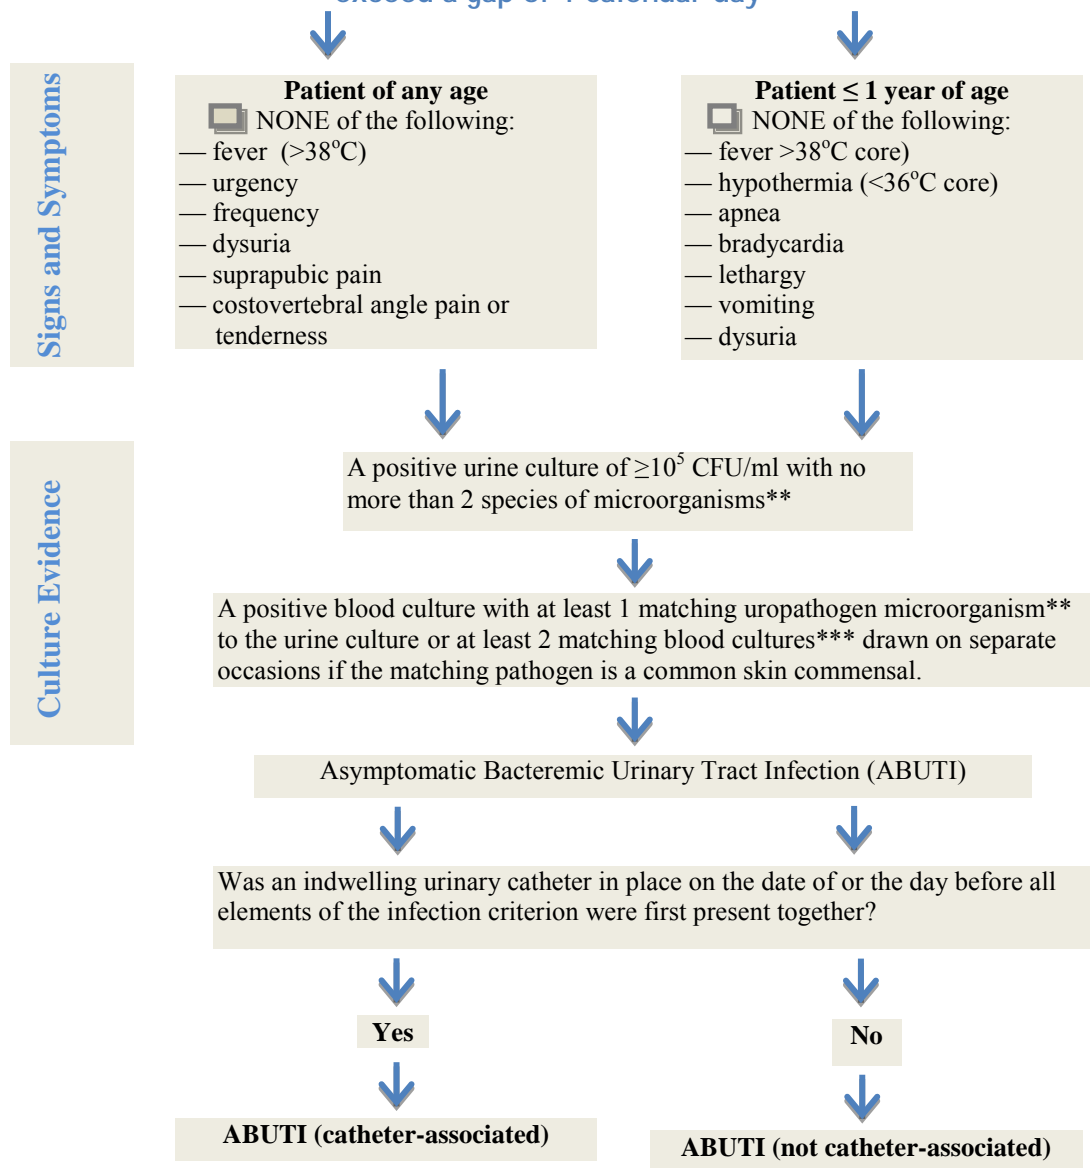 exceed a gap of 1 calendar day
Signs and Symptoms
Patient of any age
NONE of the following:
— fever (>38°C)
— urgency
— frequency
— dysuria
— suprapubic pain
— costovertebral angle pain or
tenderness
Patient ≤ 1 year of age
NONE of the following:
— fever >38°C core)
— hypothermia (<36°C core)
— apnea
— bradycardia
— lethargy
— vomiting
— dysuria
Culture Evidence
A positive urine culture of ≥10⁵ CFU/ml with no
more than 2 species of microorganisms**
A positive blood culture with at least 1 matching uropathogen microorganism**
to the urine culture or at least 2 matching blood cultures*** drawn on separate
occasions if the matching pathogen is a common skin commensal.
Asymptomatic Bacteremic Urinary Tract Infection (ABUTI)
Was an indwelling urinary catheter in place on the date of or the day before all
elements of the infection criterion were first present together?
Yes
No
ABUTI (catheter-associated)
ABUTI (not catheter-associated)